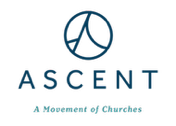 ASCENT
A Movement of Churches